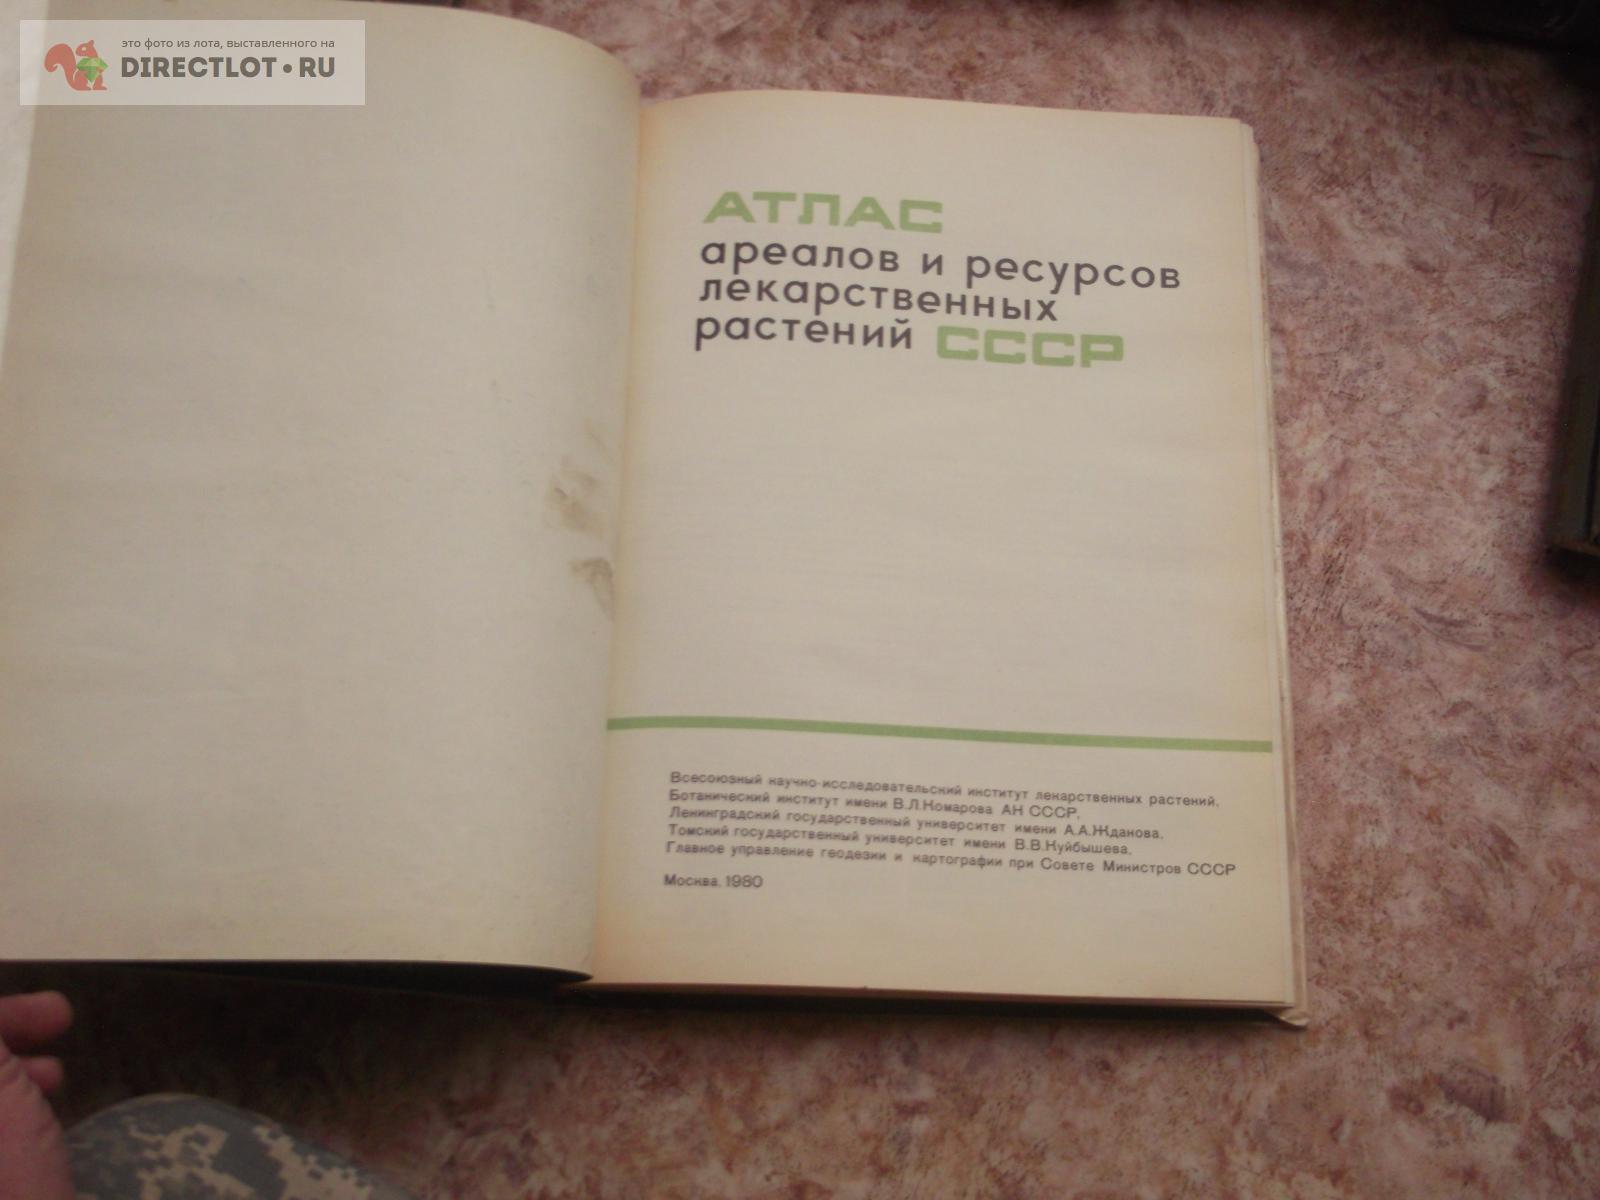 это фото из лота, выставленного на
DIRECTLOT•RU
АТЛАС
ареалов и ресурсов
лекарственных
растений СССР
Всесоюзный научно-исследовательский институт лекарственных растений,
Ботанический институт имени В.Л.Комарова АН СССР,
Ленинградский государственный университет имени А.А.Жданова,
Томский государственный университет имени В.В.Куйбышева,
Главное управление геодезии и картографии при Совете Министров СССР
Москва, 1980